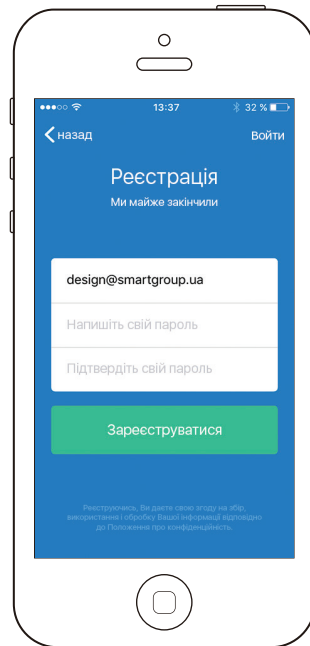 13:37
32 %
назад
Войти
Реєстрація
Ми майже закінчили
design@smartgroup.ua
Напишіть свій пароль
Підтвердіть свій пароль
Зареєструватися
Реєструючись, Ви даєте свою згоду на збір,
використання і обробку Вашої інформації відповідно
до Положення про конфіденційність.